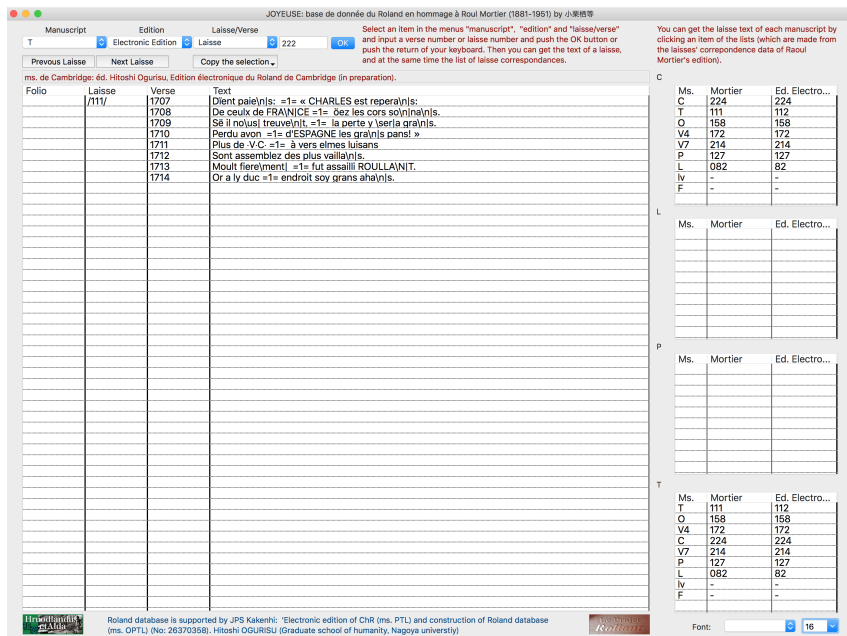 JOYEUSE: base de donnée du Roland en hommage à Roul Mortier (1881-1951) by 小栗栖等
Manuscript Edition Laisse/Verse
T Electronic Edition Laisse 222 OK
Prevous Laisse Next Laisse Copy the selection
Select an item in the menus "manuscript", "edition" and "laisse/verse"
and input a verse number or laisse number and push the OK button or
push the return of your keyboard. Then you can get the text of a laisse,
and at the same time the list of laisse correspondances.
You can get the laisse text of each manuscript by
clicking an item of the lists (which are made from
the laisses' correpondence data of Raoul
Mortier's edition).
ms. de Cambridge: éd. Hitoshi Ogurisu, Edition électronique du Roland de Cambridge (in preparation).
Folio Laisse Verse Text
/111/ 1707 Dïent paie\n|s: =1= « CHARLES est repera\n|s:
1708 De ceulx de FRA\N|CE =1= öez les cors so\n|na\n|s.
1709 Së il no\us| treuve\n|t, =1= la perte y \ser|a gra\n|s.
1710 Perdu avon =1= d'ESPAGNE les gra\n|s pans! »
1711 Plus de ·V·C· =1= à vers elmes luisans
1712 Sont assemblez des plus vailla\n|s.
1713 Moult fiere\ment| =1= fut assailli ROULLA\N|T.
1714 Or a ly duc =1= endroit soy grans aha\n|s.
C
Ms. Mortier Ed. Electro...
C 224 224
T 111 112
O 158 158
V4 172 172
V7 214 214
P 127 127
L 082 82
lv - -
F - -
L
Ms. Mortier Ed. Electro...
P
Ms. Mortier Ed. Electro...
T
Ms. Mortier Ed. Electro...
T 111 112
O 158 158
V4 172 172
C 224 224
V7 214 214
P 127 127
L 082 82
lv - -
F - -
Hruodlandus
et Alda
Roland database is supported by JPS Kakenhi: 'Electronic edition of ChR (ms. PTL) and construction of Roland database
(ms. OPTL) (No: 26370358). Hitoshi OGURISU (Graduate school of humanity, Nagoya universtiy)
Font: 16